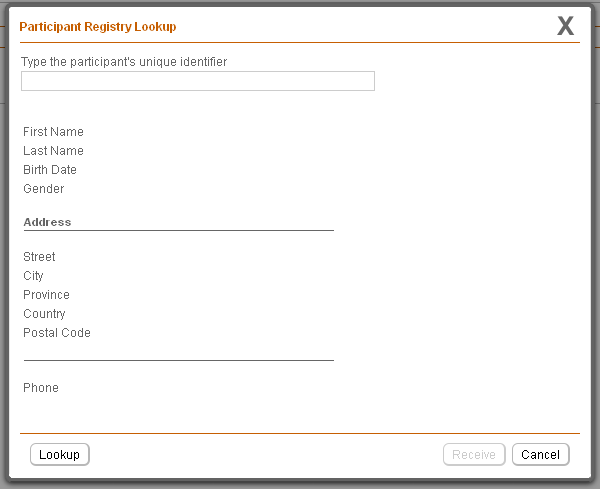 Participant Registry Lookup X
Type the participant's unique identifier
First Name
Last Name
Birth Date
Gender
Address
Street
City
Province
Country
Postal Code
Phone
Lookup Receive Cancel